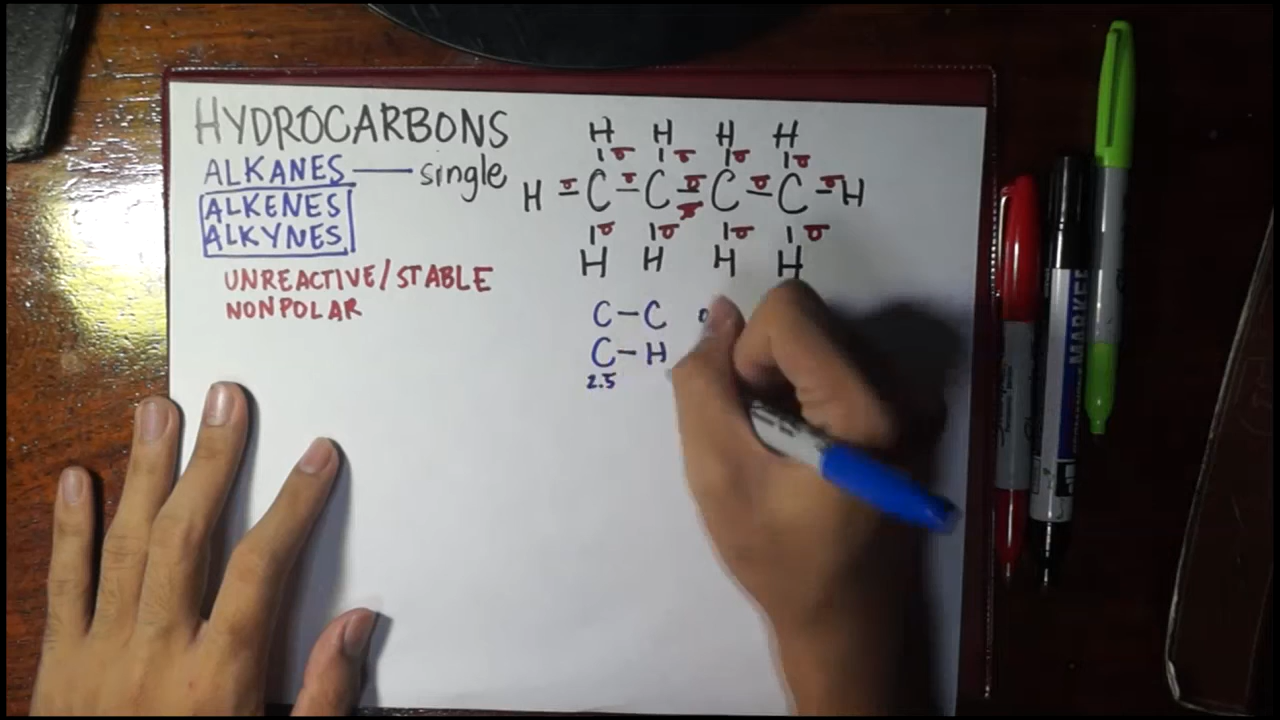 HYDROCARBONS
ALKANES — single
ALKENES
ALKYNES
UNREACTIVE/STABLE
NONPOLAR
H H H H
σ σ σ σ
H σ C σ C σ C σ C σ H
σ σ σ σ
H H H H
C-C
C-H
2.5
MARKER